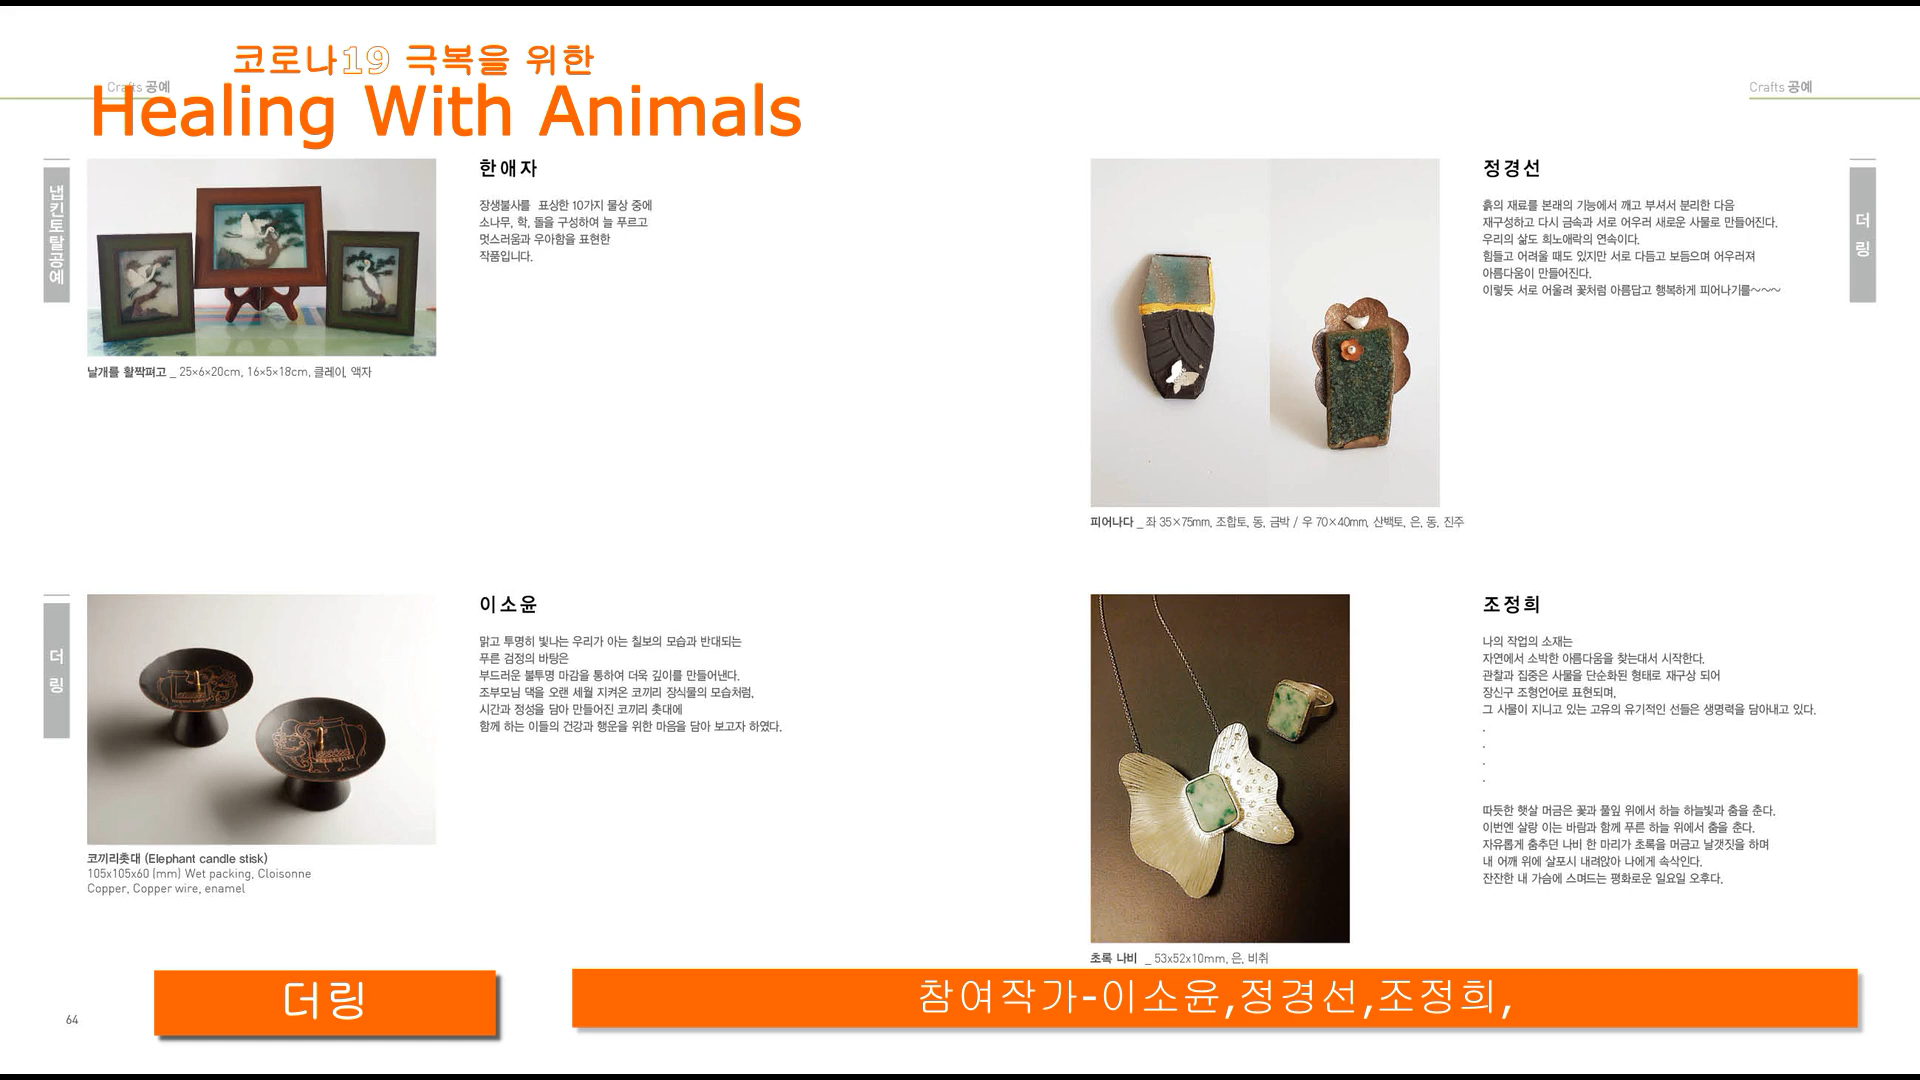 코로나19 극복을 위한
Healing With Animals
Crafts 공예
Crafts 공예
냅킨토탈공예
한애자
장생불사를 표상한 10가지 물상 중에
소나무, 학, 돌을 구성하여 늘 푸르고
멋스러움과 우아함을 표현한
작품입니다.
날개를 활짝펴고 _ 25×6×20cm, 16×5×18cm, 클레이, 액자
더링
이소윤
맑고 투명히 빛나는 우리가 아는 칠보의 모습과 반대되는
푸른 검정의 바탕은
부드러운 불투명 마감을 통하여 더욱 깊이를 만들어낸다.
조부모님 댁을 오랜 세월 지켜온 코끼리 장식물의 모습처럼,
시간과 정성을 담아 만들어진 코끼리 촛대에
함께 하는 이들의 건강과 행운을 위한 마음을 담아 보고자 하였다.
코끼리촛대 (Elephant candle stisk)
105x105x60 (mm) Wet packing, Cloisonne
Copper, Copper wire, enamel
정경선
흙의 재료를 본래의 기능에서 깨고 부셔서 분리한 다음
재구성하고 다시 금속과 서로 어우러 새로운 사물로 만들어진다.
우리의 삶도 희노애락의 연속이다.
힘들고 어려울 때도 있지만 서로 다듬고 보듬으며 어우러져
아름다움이 만들어진다.
이렇듯 서로 어울려 꽃처럼 아름답고 행복하게 피어나기를~~~
더링
피어나다 _ 좌 35×75mm, 조합토, 동, 금박 / 우 70×40mm, 산백토, 은, 동, 진주
조정희
나의 작업의 소재는
자연에서 소박한 아름다움을 찾는대서 시작한다.
관찰과 집중은 사물을 단순화된 형태로 재구상 되어
장신구 조형언어로 표현되며,
그 사물이 지니고 있는 고유의 유기적인 선들은 생명력을 담아내고 있다.
.
.
.
.
따듯한 햇살 머금은 꽃과 풀잎 위에서 하늘 하늘빛과 춤을 춘다.
이번엔 살랑 이는 바람과 함께 푸른 하늘 위에서 춤을 춘다.
자유롭게 춤추던 나비 한 마리가 초록을 머금고 날갯짓을 하며
내 어깨 위에 살포시 내려앉아 나에게 속삭인다.
잔잔한 내 가슴에 스며드는 평화로운 일요일 오후다.
초록 나비 _ 53x52x10mm, 은, 비취
64
더링
참여작가-이소윤,정경선,조정희,